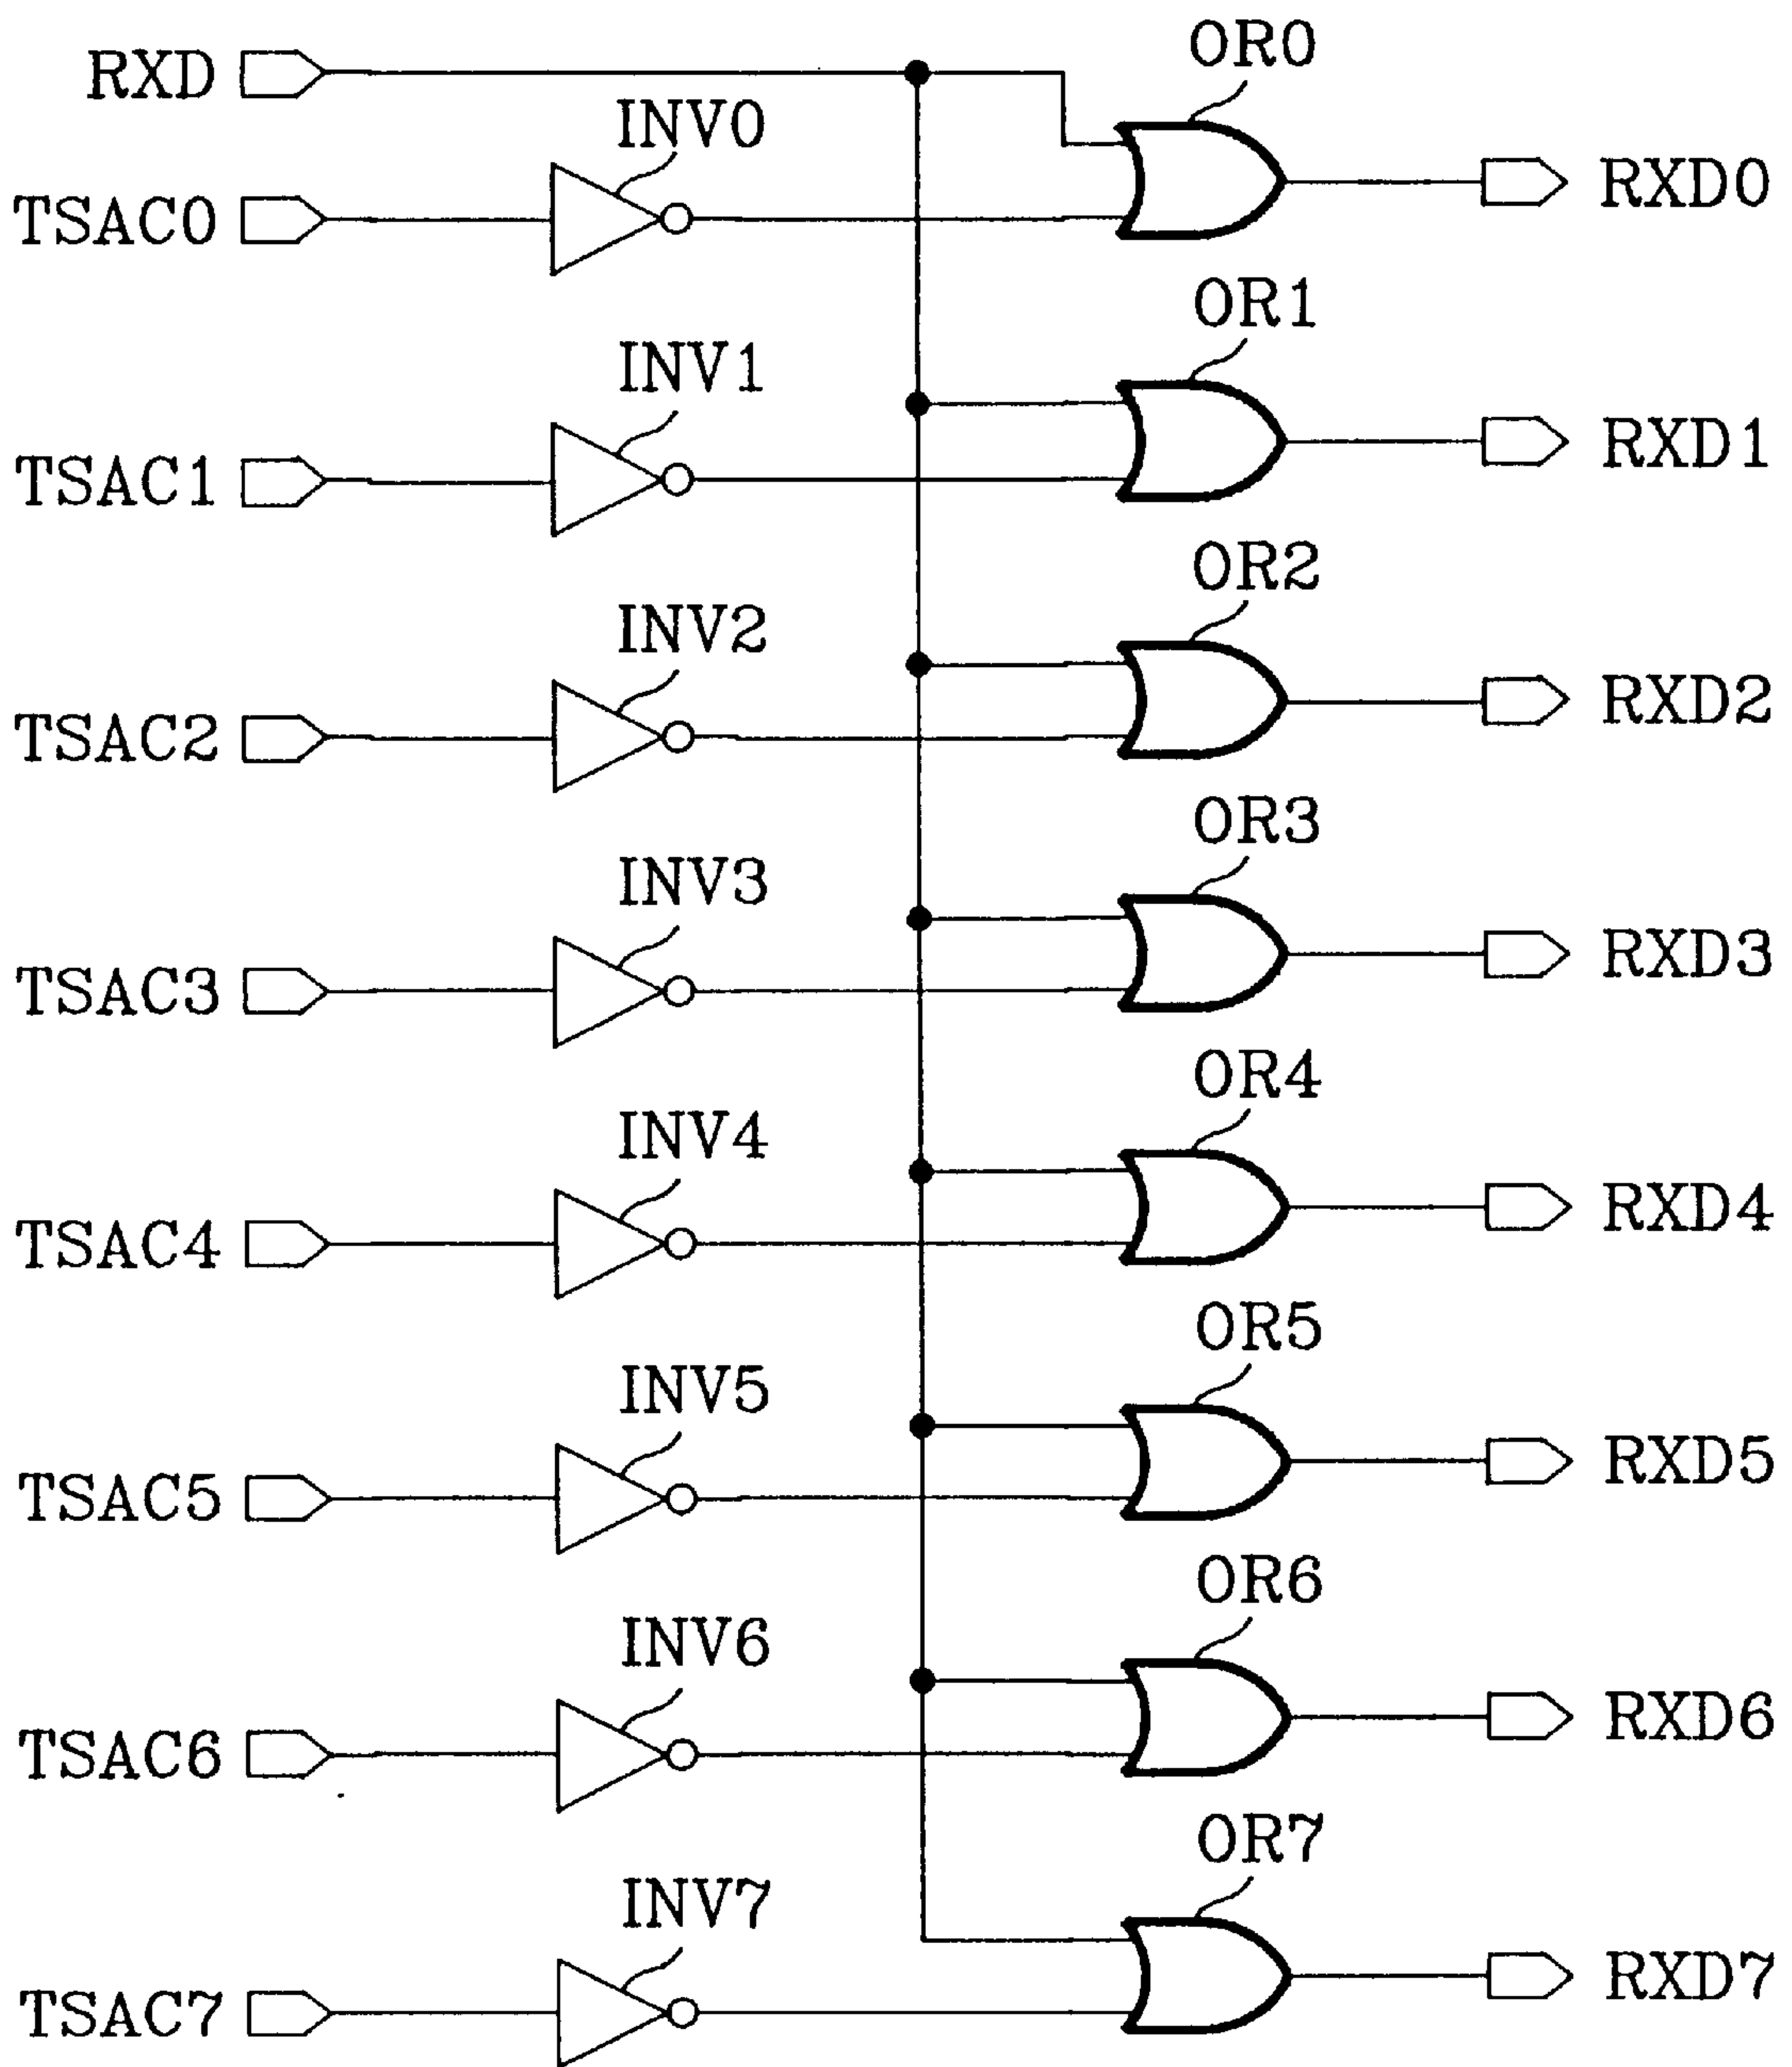 RXD
OR0
INV0
TSAC0
RXD0
OR1
INV1
TSAC1
RXD1
OR2
INV2
TSAC2
RXD2
OR3
INV3
TSAC3
RXD3
OR4
INV4
TSAC4
RXD4
OR5
INV5
TSAC5
RXD5
OR6
INV6
TSAC6
RXD6
OR7
INV7
TSAC7
RXD7